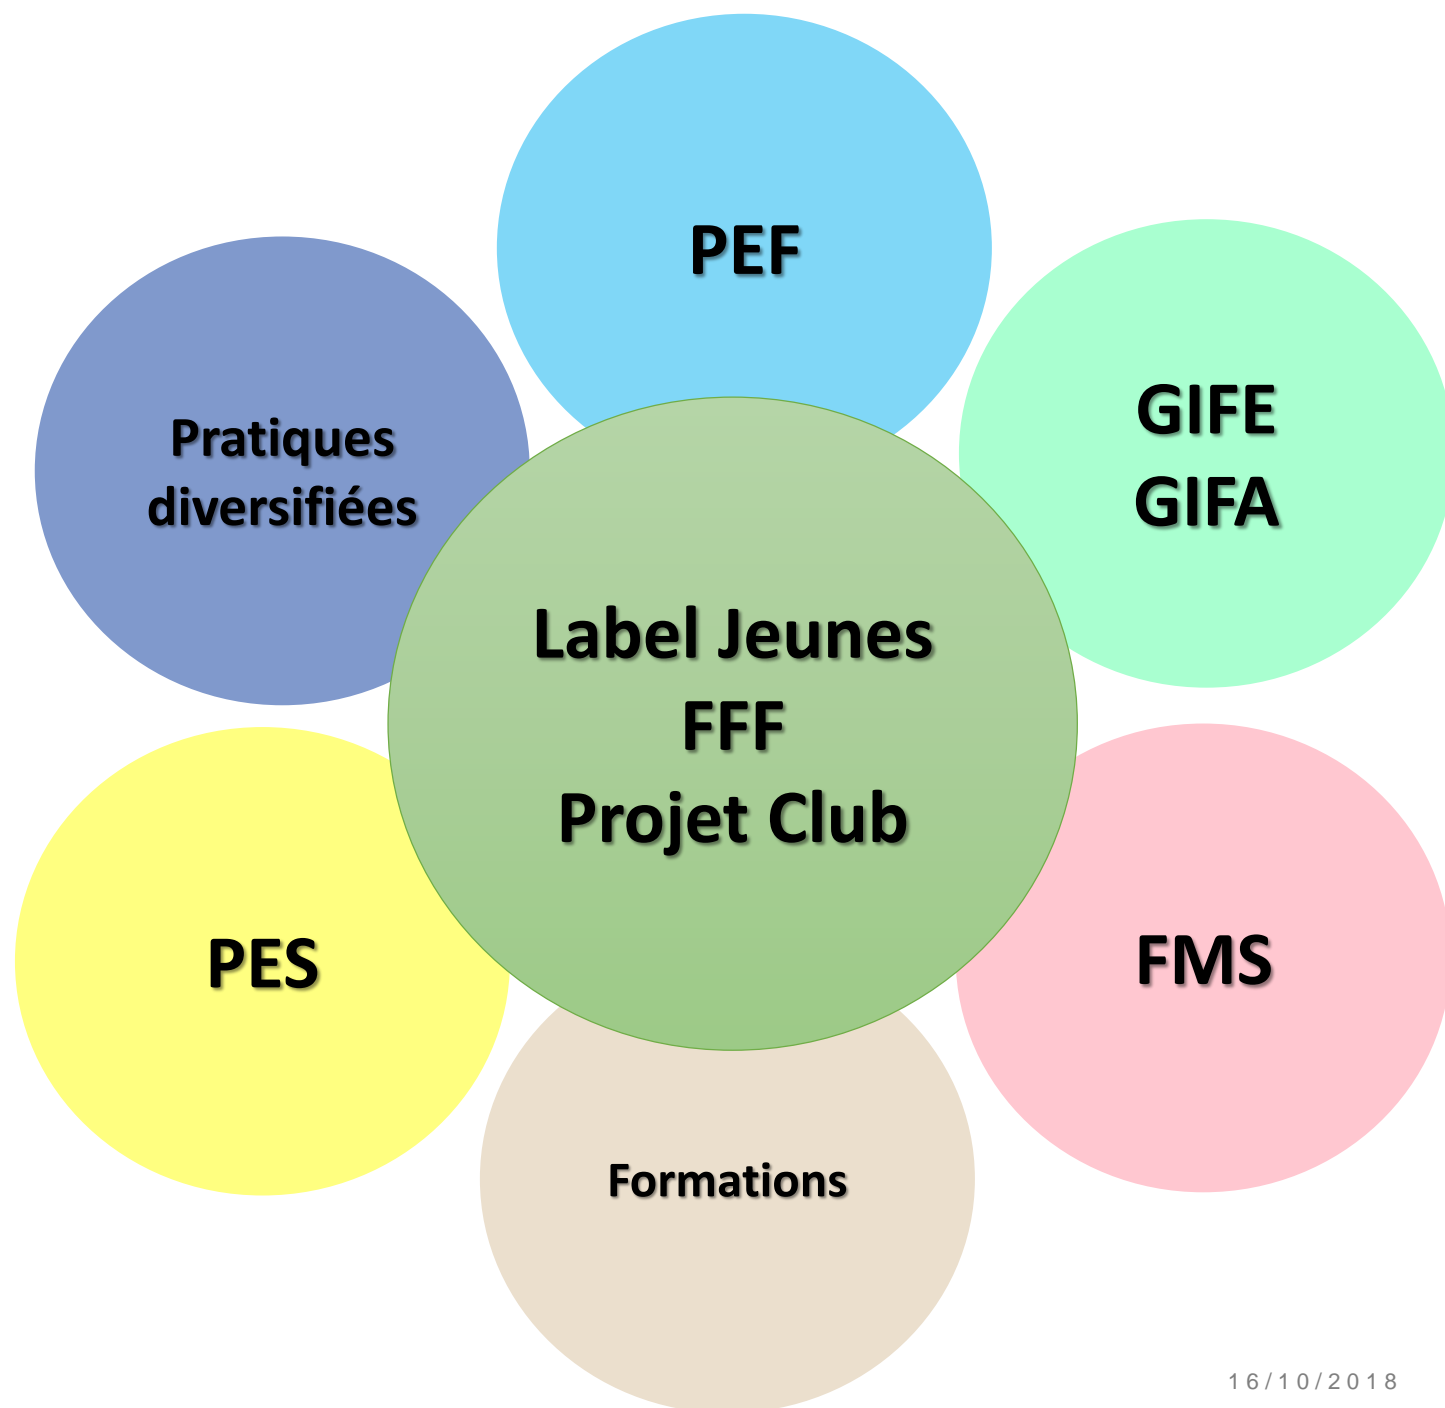 PEF
GIFE
GIFA
Pratiques
diversifiées
Label Jeunes
FFF
Projet Club
PES
FMS
Formations
16/10/2018